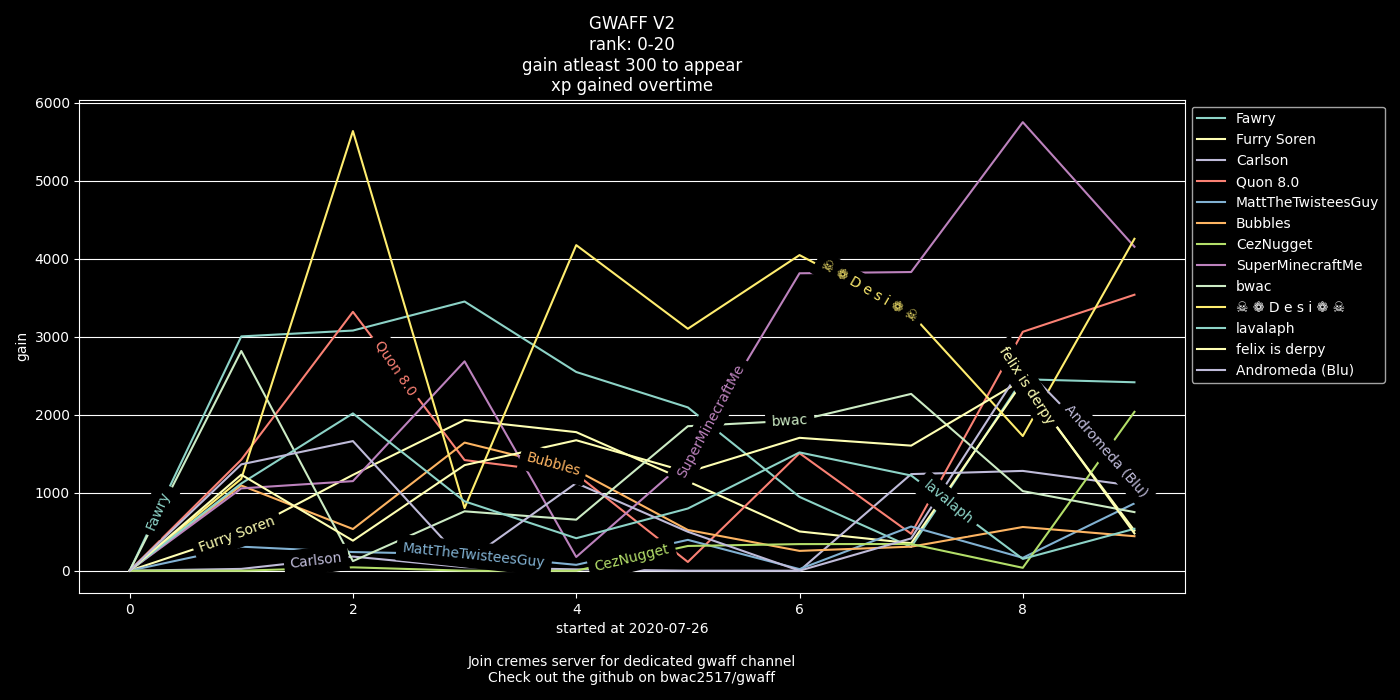 GWAFF V2
rank: 0-20
gain atleast 300 to appear
xp gained overtime
6000
5000
4000
3000
2000
1000
0
gain
0
2
4
6
8
started at 2020-07-26
Join cremes server for dedicated gwaff channel
Check out the github on bwac2517/gwaff
Fawry
Furry Soren
Carlson
Quon 8.0
MattTheTwisteesGuy
Bubbles
CezNugget
SuperMinecraftMe
bwac
☠ ❁ D e s i ❁ ☠
lavalaph
felix is derpy
Andromeda (Blu)
Fawry
Furry Soren
Carlson
Quon 8.0
MattTheTwisteesGuy
Bubbles
CezNugget
SuperMinecraftMe
bwac
☠ ❁ D e s i ❁ ☠
lavalaph
felix is derpy
Andromeda (Blu)